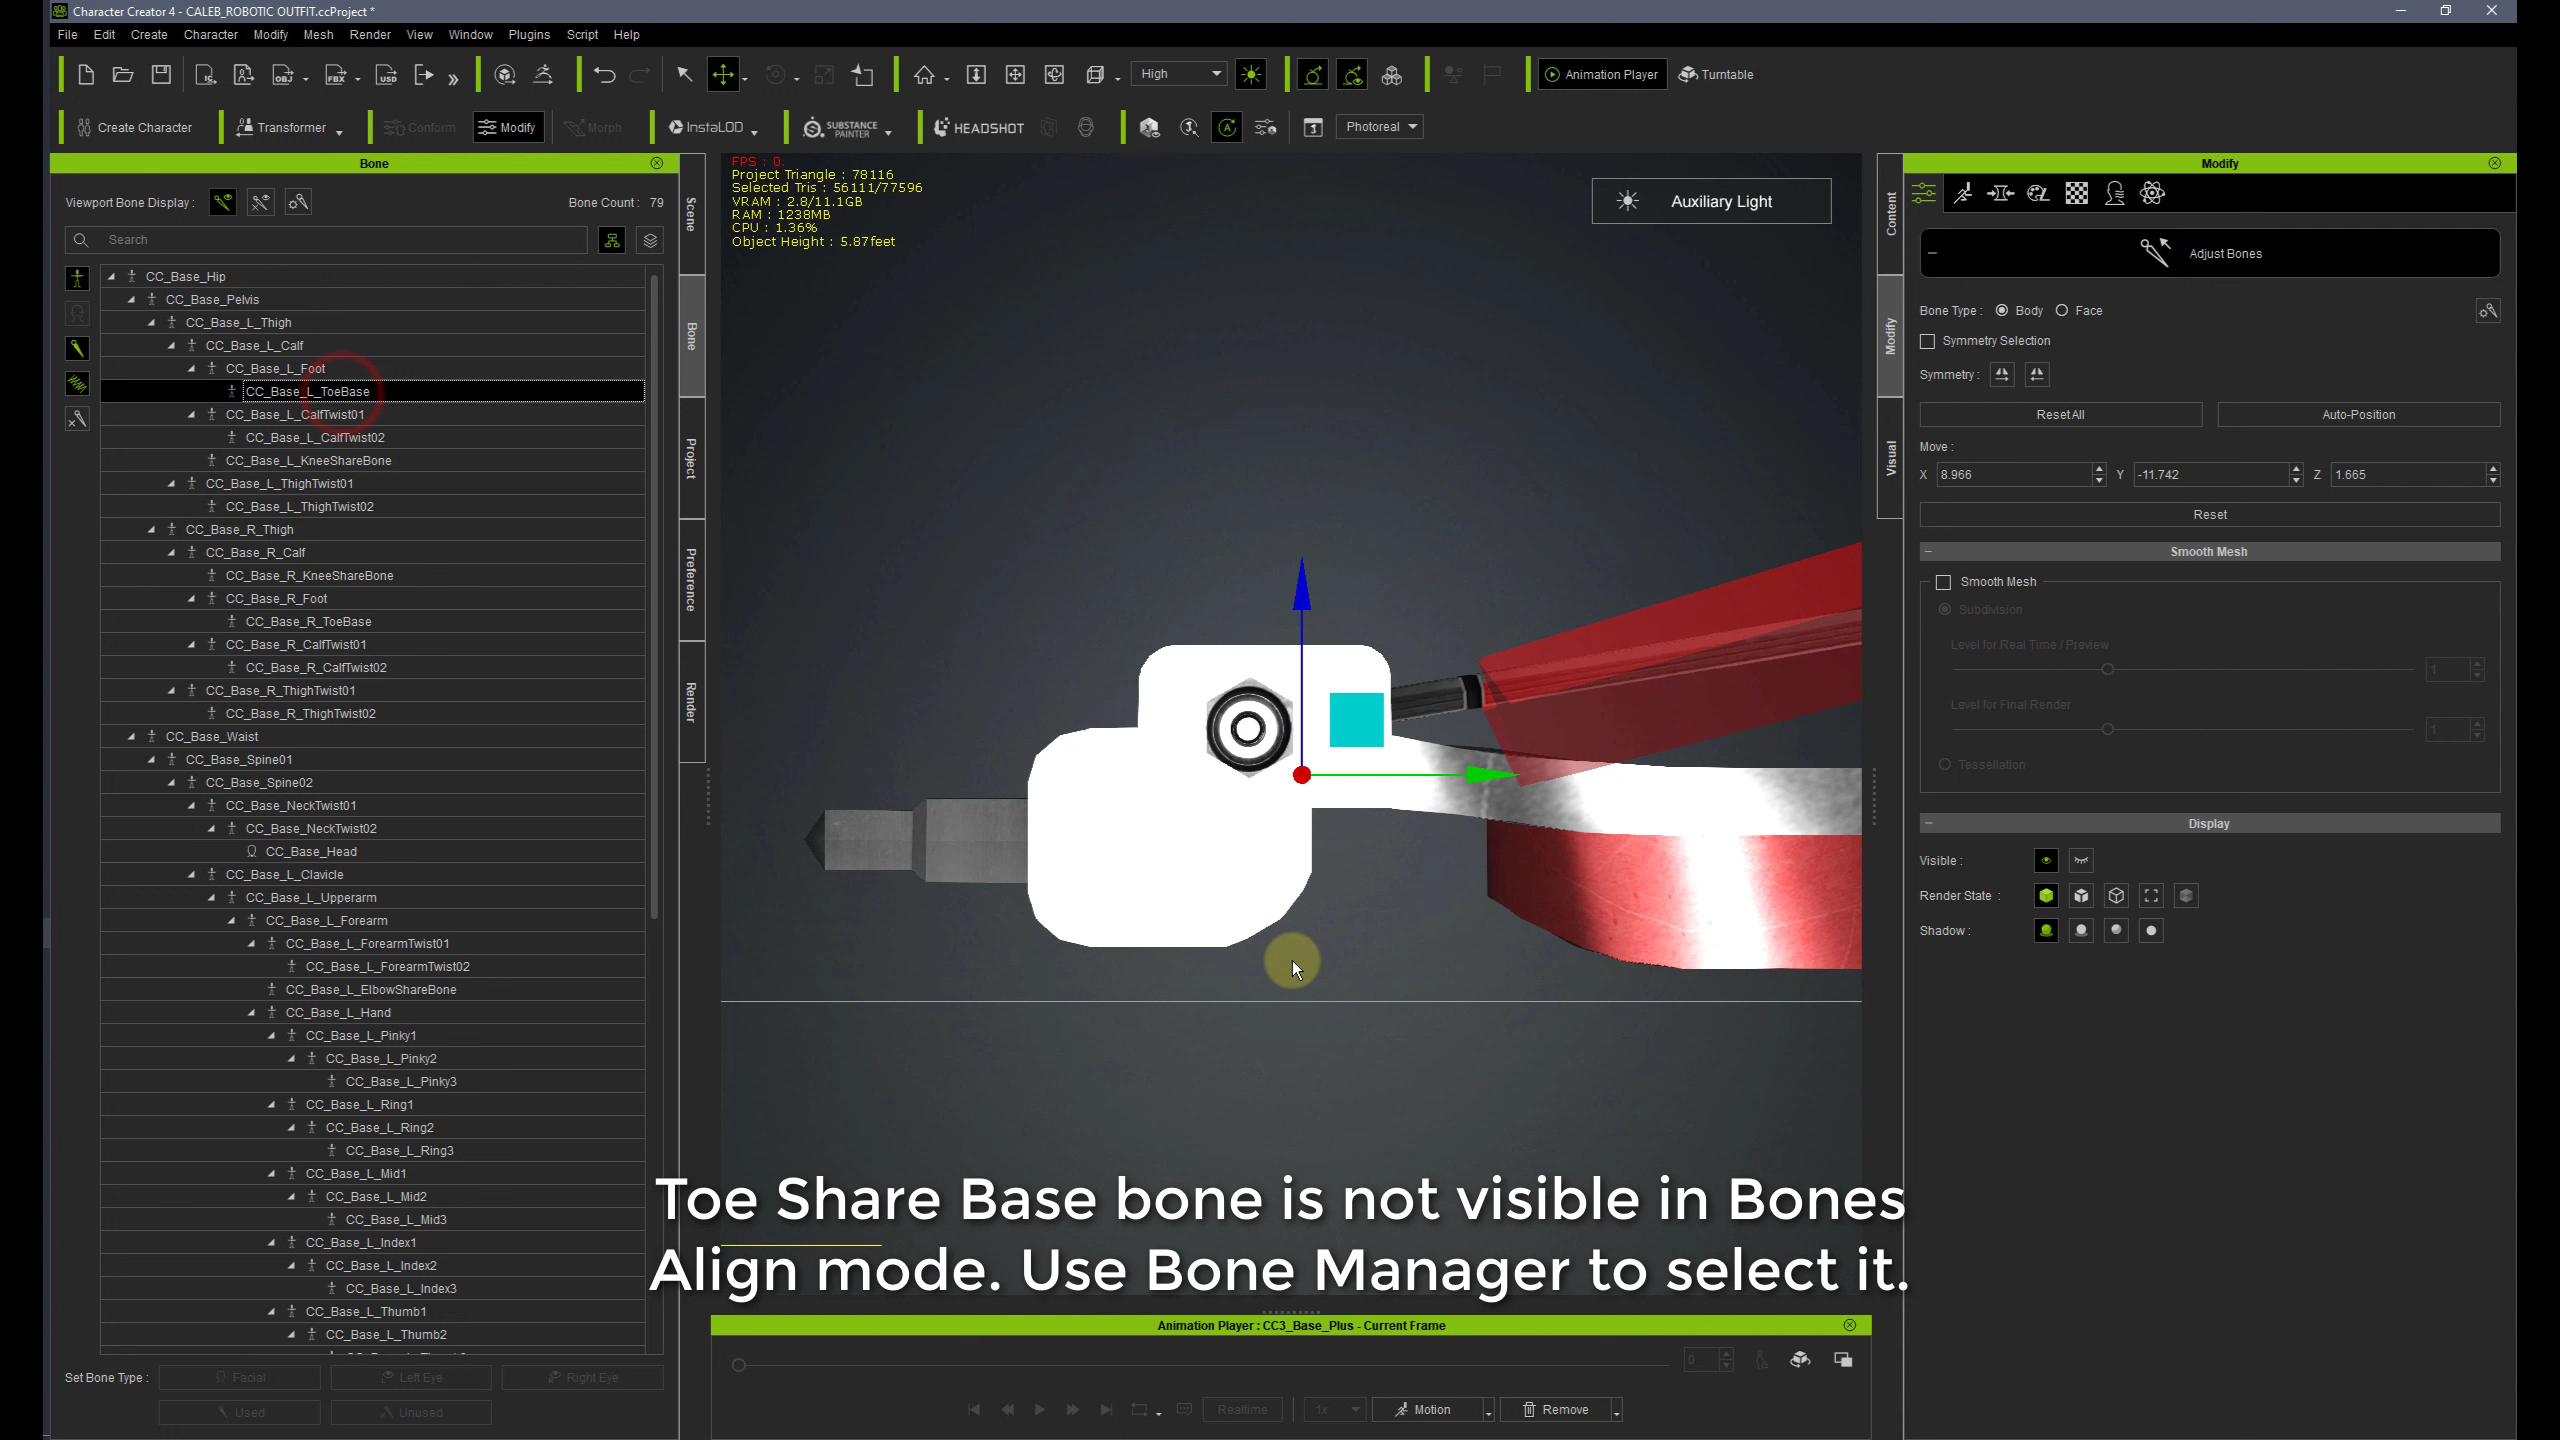 Character Creator 4 - CALEB_ROBOTIC OUTFIT.ccProject *
File Edit Create Character Modify Mesh Render View Window Plugins Script Help
High Animation Player Turntable
Create Character Transformer Conform Modify Morph InstaLOD SUBSTANCE PAINTER HEADSHOT Photoreal
Bone
Viewport Bone Display : Bone Count : 79
Search
CC_Base_Hip
CC_Base_Pelvis
CC_Base_L_Thigh
CC_Base_L_Calf
CC_Base_L_Foot
CC_Base_L_ToeBase
CC_Base_L_CalfTwist01
CC_Base_L_CalfTwist02
CC_Base_L_KneeShareBone
CC_Base_L_ThighTwist01
CC_Base_L_ThighTwist02
CC_Base_R_Thigh
CC_Base_R_Calf
CC_Base_R_KneeShareBone
CC_Base_R_Foot
CC_Base_R_ToeBase
CC_Base_R_CalfTwist01
CC_Base_R_CalfTwist02
CC_Base_R_ThighTwist01
CC_Base_R_ThighTwist02
CC_Base_Waist
CC_Base_Spine01
CC_Base_Spine02
CC_Base_NeckTwist01
CC_Base_NeckTwist02
CC_Base_Head
CC_Base_L_Clavicle
CC_Base_L_Upperarm
CC_Base_L_Forearm
CC_Base_L_ForearmTwist01
CC_Base_L_ForearmTwist02
CC_Base_L_ElbowShareBone
CC_Base_L_Hand
CC_Base_L_Pinky1
CC_Base_L_Pinky2
CC_Base_L_Pinky3
CC_Base_L_Ring1
CC_Base_L_Ring2
CC_Base_L_Ring3
CC_Base_L_Mid1
CC_Base_L_Mid2
CC_Base_L_Mid3
CC_Base_L_Index1
CC_Base_L_Index2
CC_Base_L_Index3
CC_Base_L_Thumb1
CC_Base_L_Thumb2
Set Bone Type : Facial Left Eye Right Eye
Used Unused
Scene
Bone
Project
Preference
Render
FPS : 0.
Project Triangle : 78116
Selected Tris : 56111/77596
VRAM : 2.8/11.1GB
RAM : 1238MB
CPU : 1.36%
Object Height : 5.87feet
Auxiliary Light
Toe Share Base bone is not visible in Bones
Align mode. Use Bone Manager to select it.
Animation Player : CC3_Base_Plus - Current Frame
0
Realtime 1x Motion Remove
Content
Modify
Visual
Modify
Adjust Bones
Bone Type : Body Face
Symmetry Selection
Symmetry :
Reset All Auto-Position
Move :
X 8.966 Y -11.742 Z 1.665
Reset
Smooth Mesh
Smooth Mesh
Subdivision
Level for Real Time / Preview
1
Level for Final Render
1
Tessellation
Display
Visible :
Render State :
Shadow :